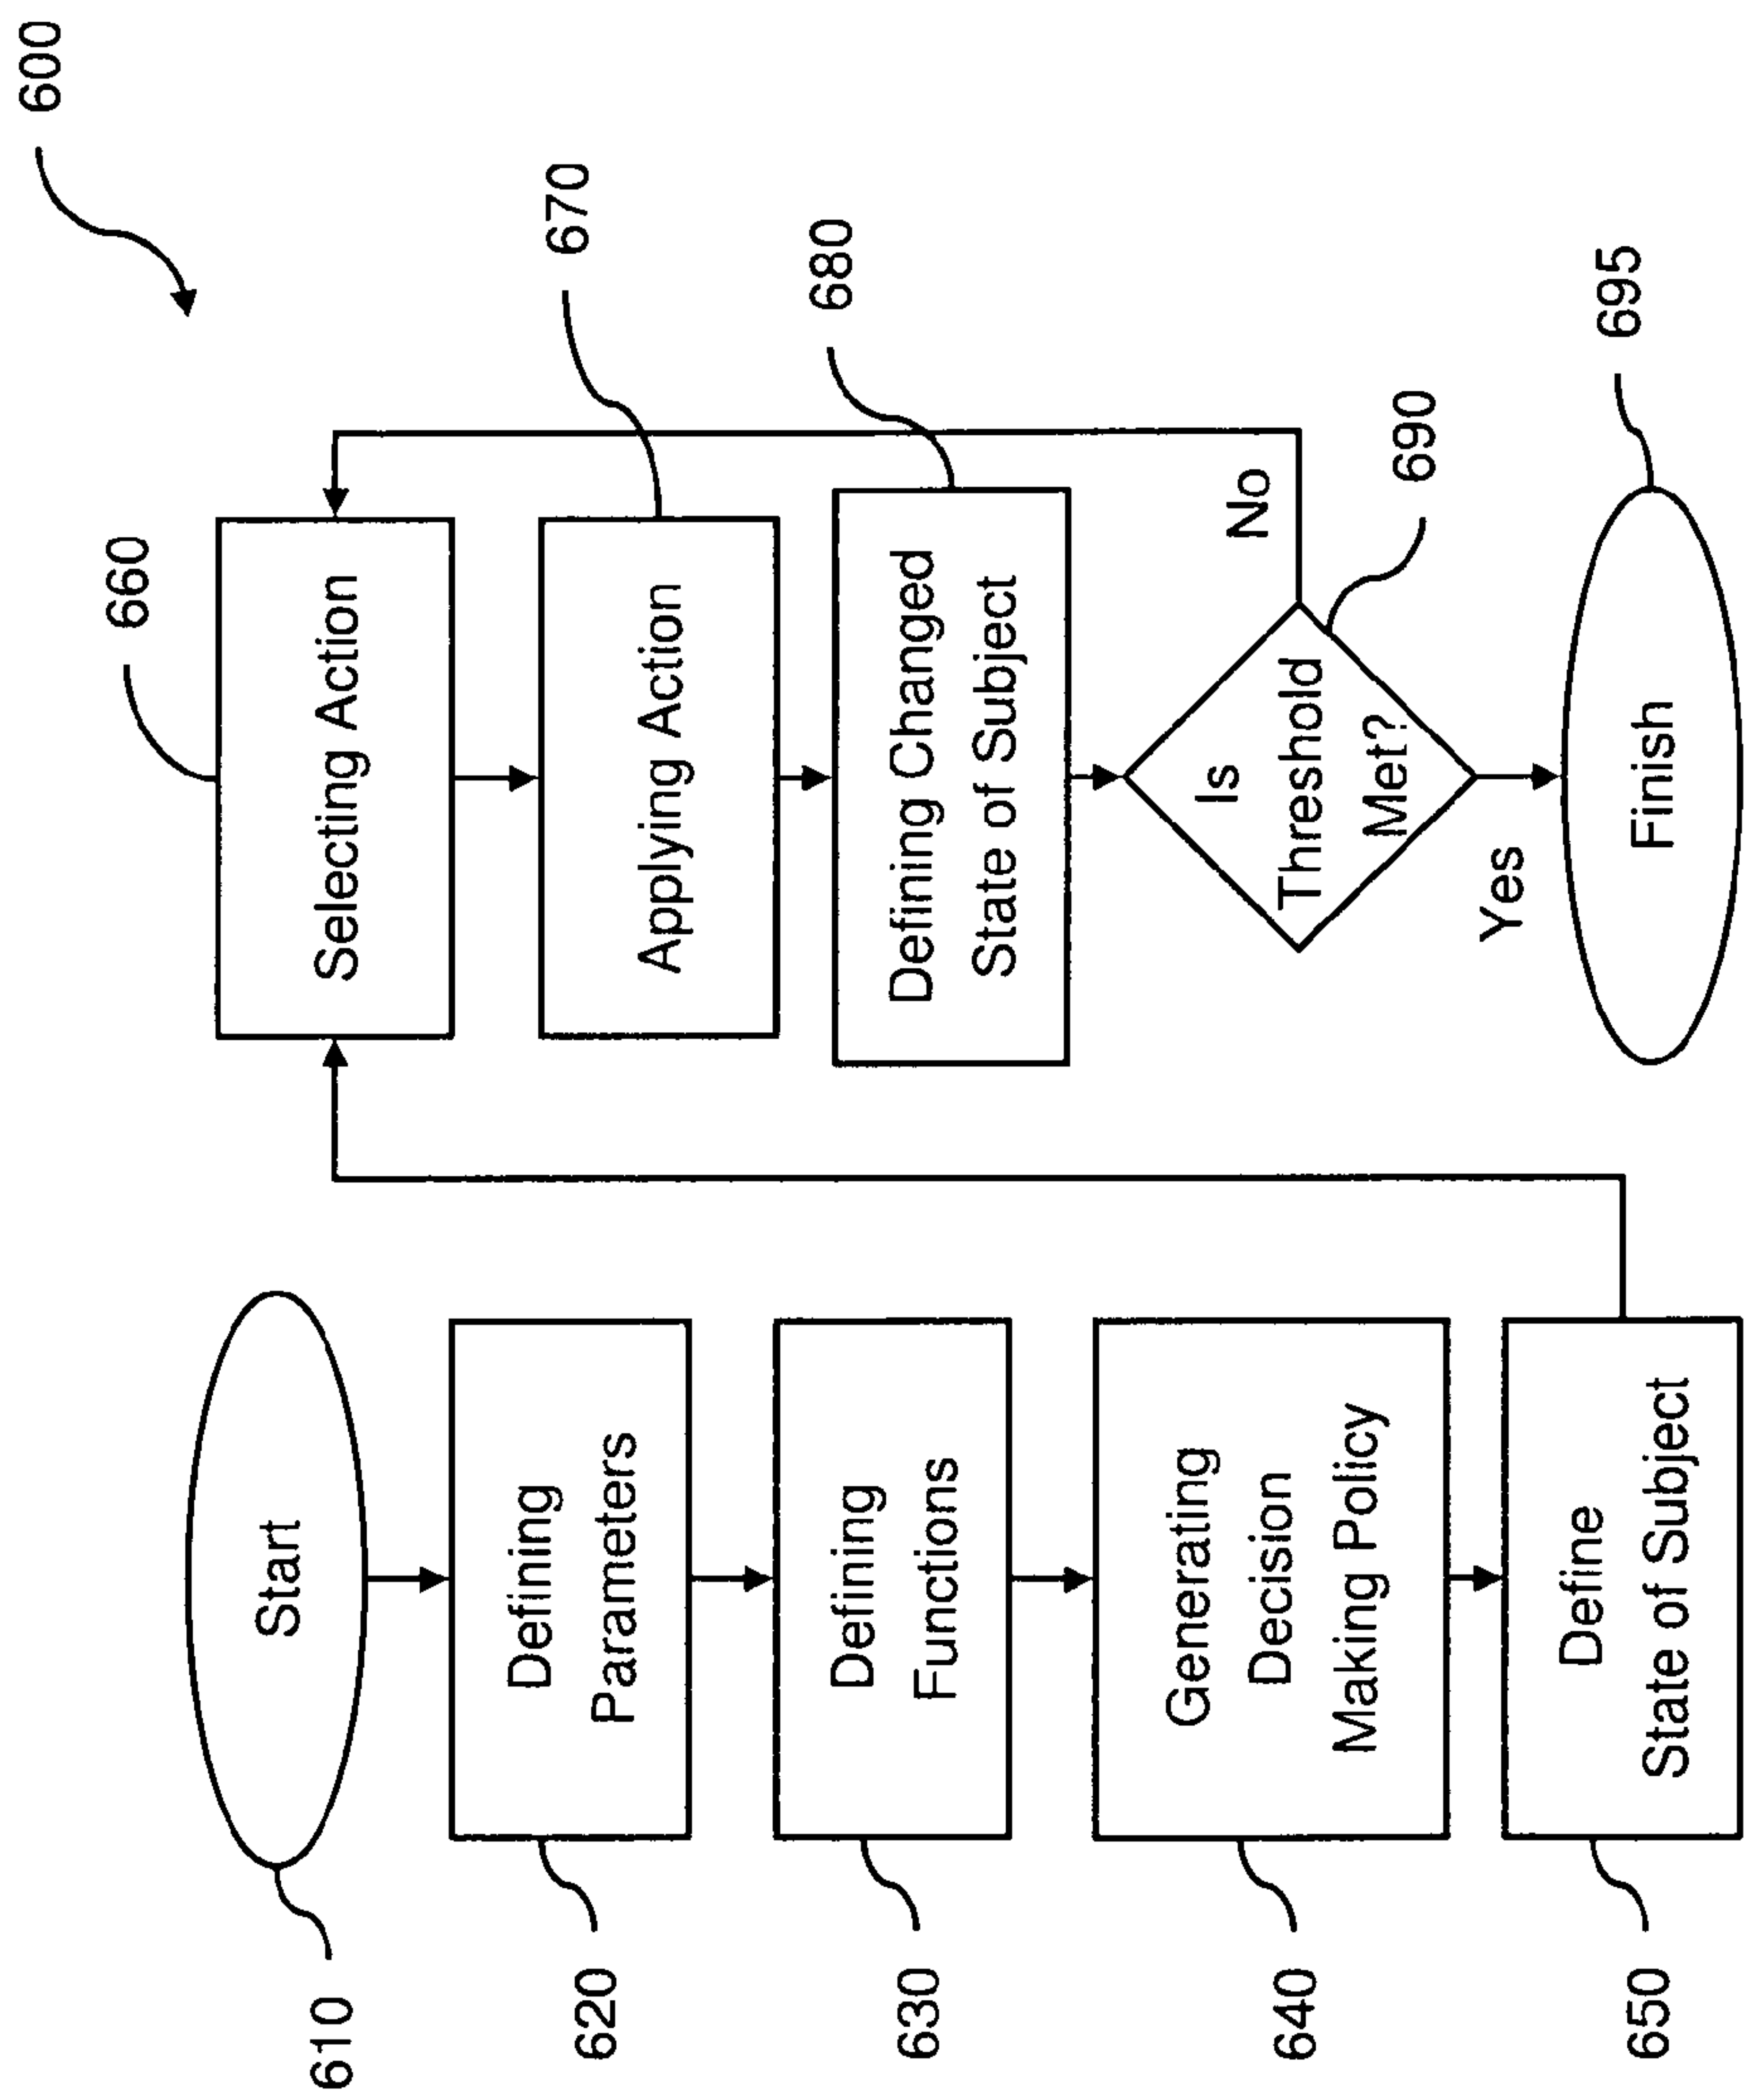 600
610
Start
620
Defining
Parameters
630
Defining
Functions
640
Generating
Decision
Making Policy
650
Define
State of Subject
660
Selecting Action
670
Applying Action
680
Defining Changed
State of Subject
690
Is
Threshold
Met?
No
Yes
695
Finish